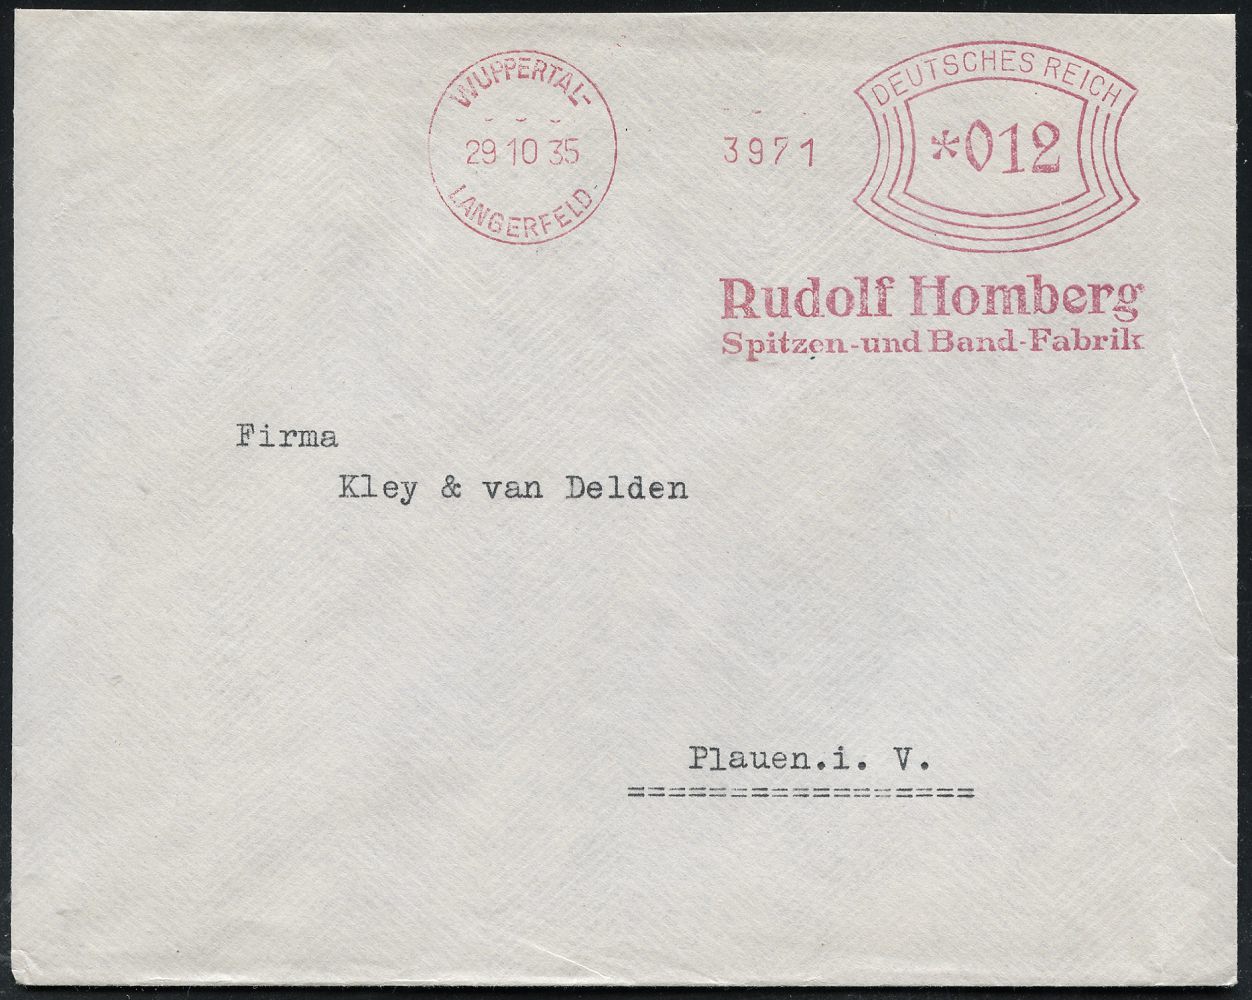 WUPPERTAL-
29 10 35
LANGERFELD-
3971
DEUTSCHES REICH
*012
Rudolf Homberg
Spitzen-und Band-Fabrik
Firma
Kley & van Delden
Plauen.i. V.
=================